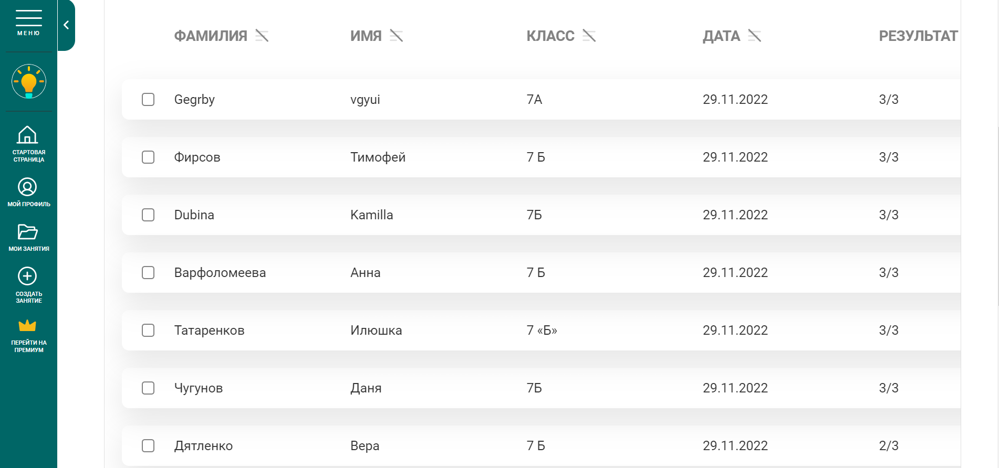 МЕНЮ
СТАРТОВАЯ
СТРАНИЦА
МОЙ ПРОФИЛЬ
МОИ ЗАНЯТИЯ
СОЗДАТЬ
ЗАНЯТИЕ
ПЕРЕЙТИ НА
ПРЕМИУМ
ФАМИЛИЯ ИМЯ КЛАСС ДАТА РЕЗУЛЬТАТ
Gegrby vgyui 7А 29.11.2022 3/3
Фирсов Тимофей 7 Б 29.11.2022 3/3
Dubina Kamilla 7Б 29.11.2022 3/3
Варфоломеева Анна 7 Б 29.11.2022 3/3
Татаренков Илюшка 7 «Б» 29.11.2022 3/3
Чугунов Даня 7Б 29.11.2022 3/3
Дятленко Вера 7 Б 29.11.2022 2/3